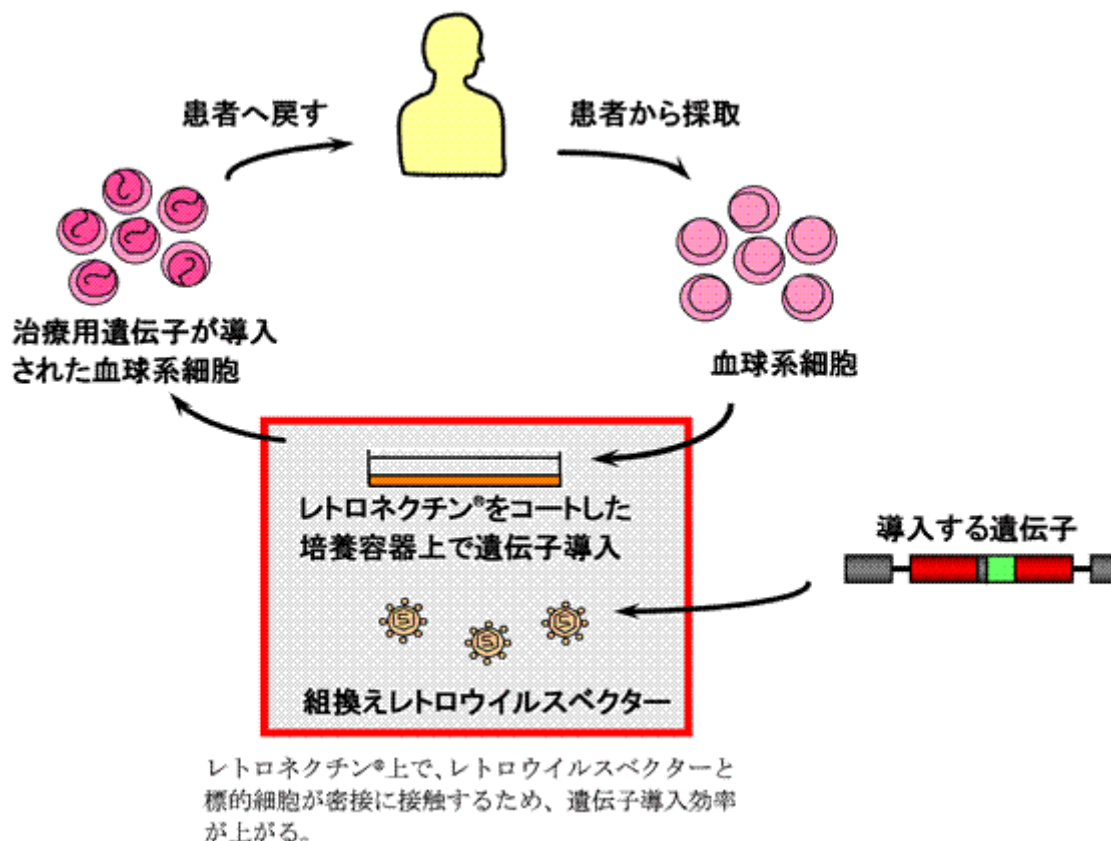 患者へ戻す
患者から採取
治療用遺伝子が導入
された血球系細胞
血球系細胞
レトロネクチン®をコートした
培養容器上で遺伝子導入
導入する遺伝子
組換えレトロウイルスベクター
レトロネクチン®上で、レトロウイルスベクターと
標的細胞が密接に接触するため、遺伝子導入効率
が上がる。